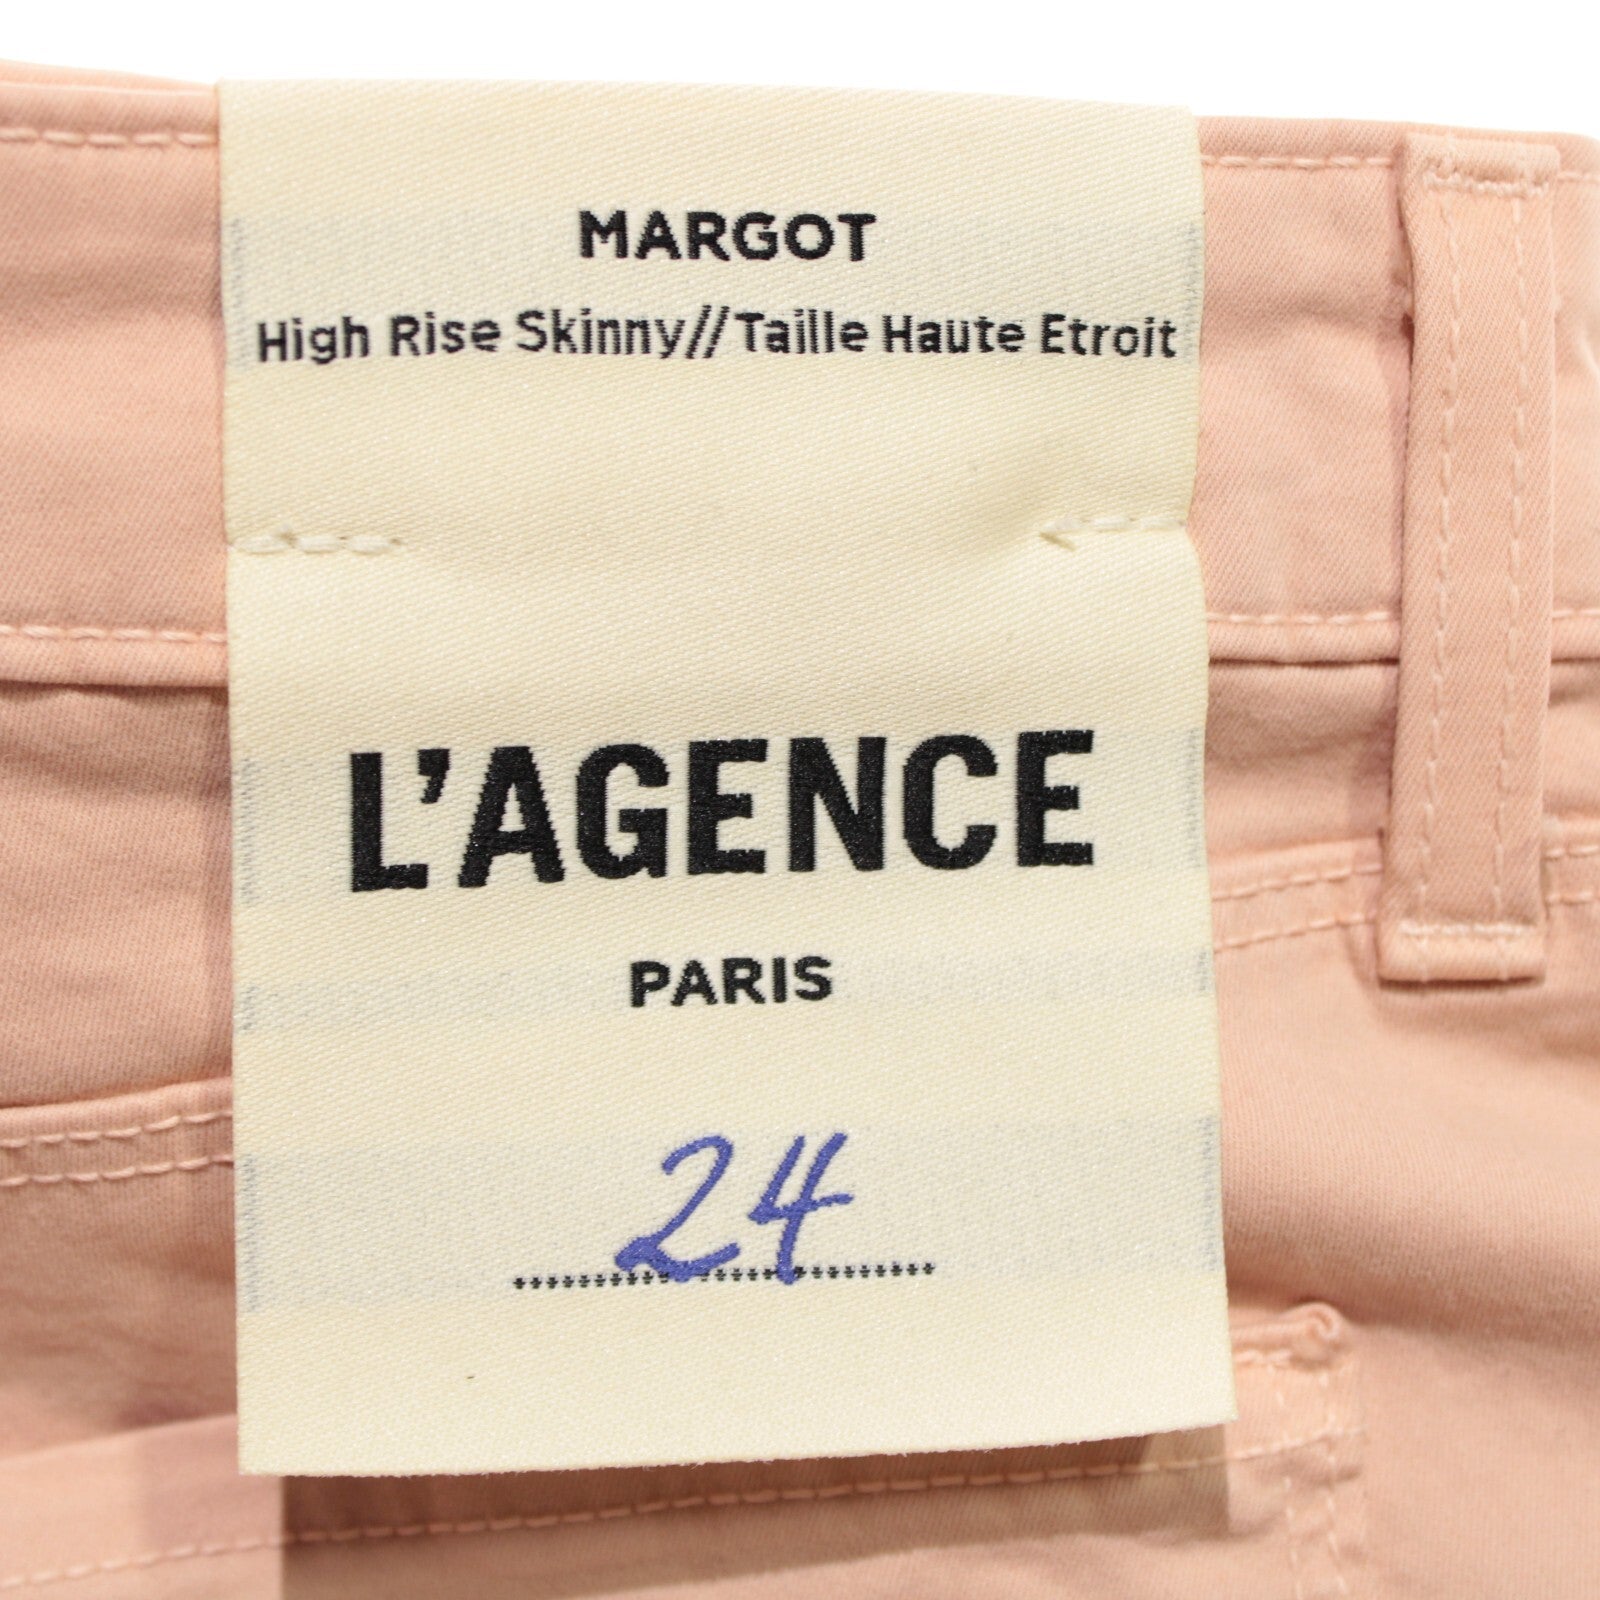 MARGOT
High Rise Skinny//Taille Haute Etroit
L'AGENCE
PARIS
24